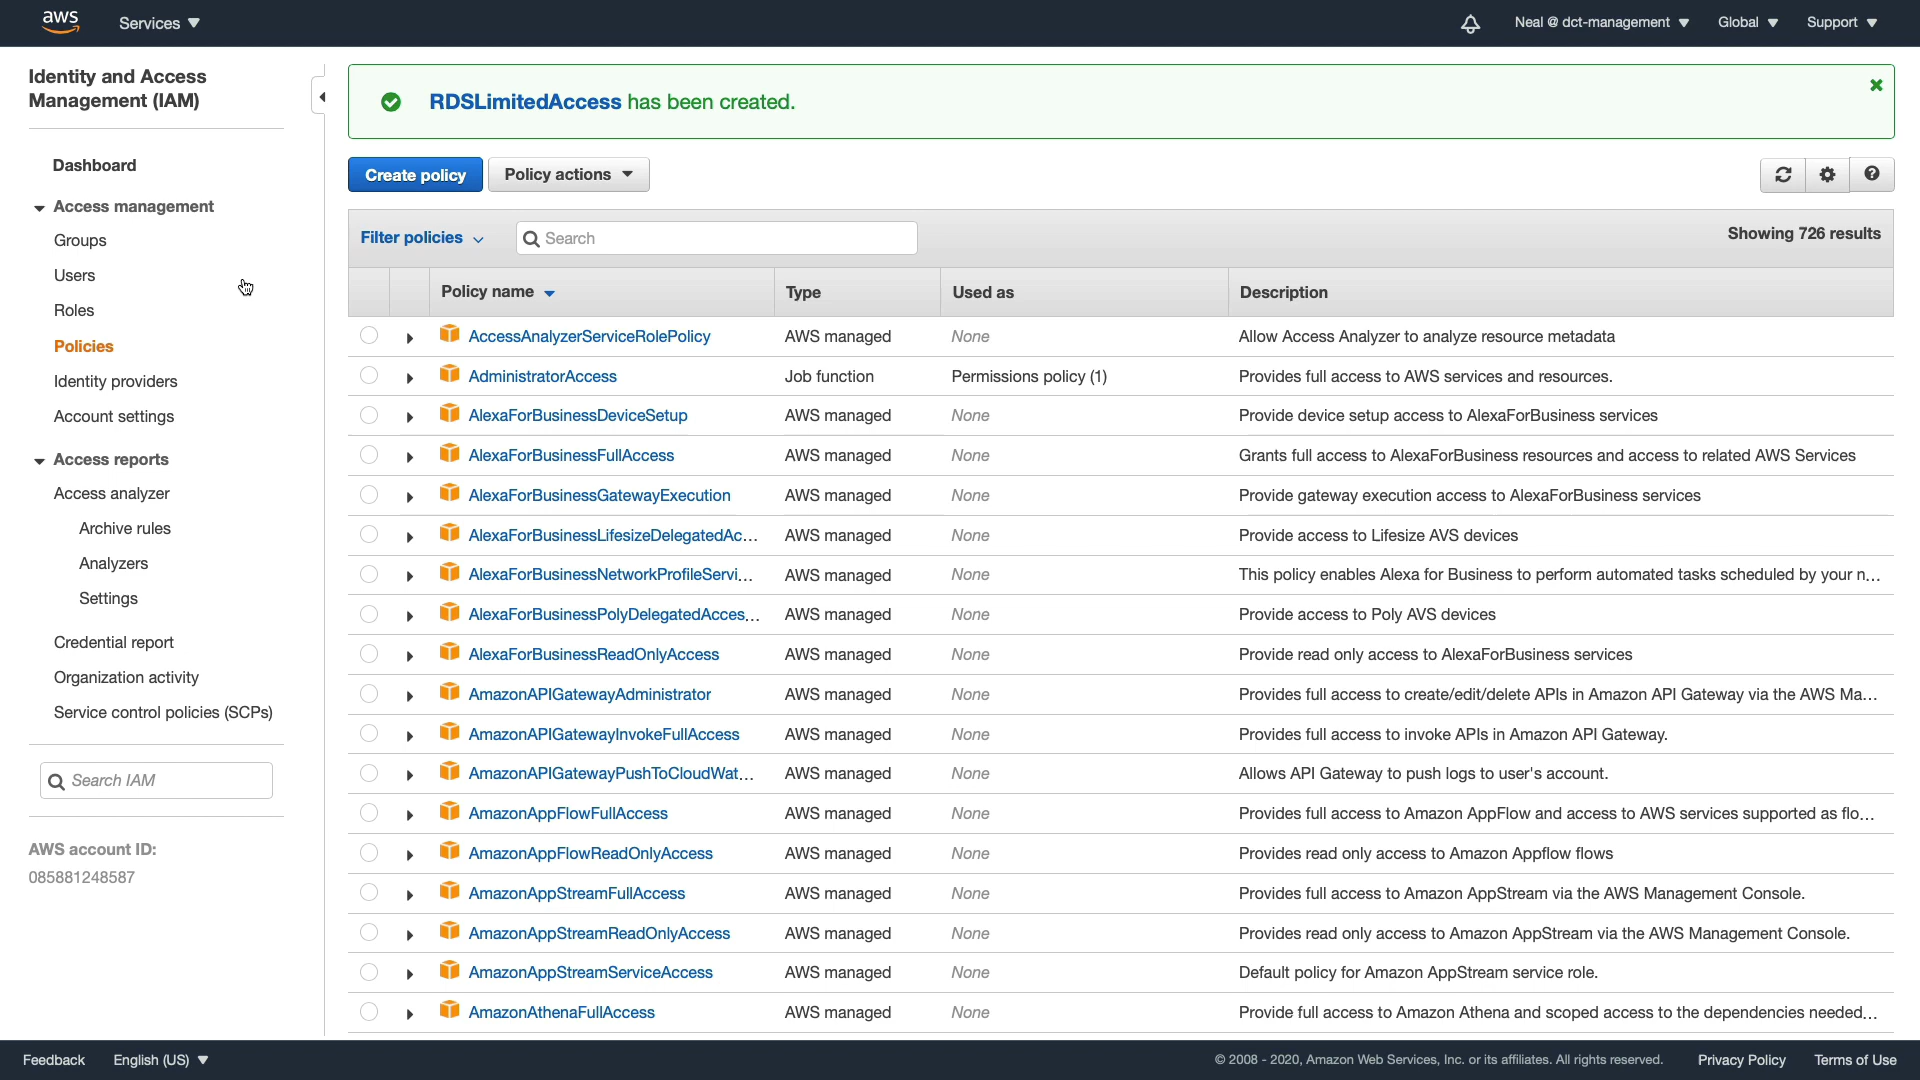 aws Services Neal @ dct-management Global Support
Identity and Access
Management (IAM)
Dashboard
Access management
Groups
Users
Roles
Policies
Identity providers
Account settings
Access reports
Access analyzer
Archive rules
Analyzers
Settings
Credential report
Organization activity
Service control policies (SCPs)
Search IAM
AWS account ID:
085881248587
RDSLimitedAccess has been created.
Create policy Policy actions
Filter policies Search Showing 726 results
Policy name Type Used as Description
AccessAnalyzerServiceRolePolicy AWS managed None Allow Access Analyzer to analyze resource metadata
AdministratorAccess Job function Permissions policy (1) Provides full access to AWS services and resources.
AlexaForBusinessDeviceSetup AWS managed None Provide device setup access to AlexaForBusiness services
AlexaForBusinessFullAccess AWS managed None Grants full access to AlexaForBusiness resources and access to related AWS Services
AlexaForBusinessGatewayExecution AWS managed None Provide gateway execution access to AlexaForBusiness services
AlexaForBusinessLifesizeDelegatedAc... AWS managed None Provide access to Lifesize AVS devices
AlexaForBusinessNetworkProfileServi... AWS managed None This policy enables Alexa for Business to perform automated tasks scheduled by your n...
AlexaForBusinessPolyDelegatedAcces... AWS managed None Provide access to Poly AVS devices
AlexaForBusinessReadOnlyAccess AWS managed None Provide read only access to AlexaForBusiness services
AmazonAPIGatewayAdministrator AWS managed None Provides full access to create/edit/delete APIs in Amazon API Gateway via the AWS Ma...
AmazonAPIGatewayInvokeFullAccess AWS managed None Provides full access to invoke APIs in Amazon API Gateway.
AmazonAPIGatewayPushToCloudWat... AWS managed None Allows API Gateway to push logs to user's account.
AmazonAppFlowFullAccess AWS managed None Provides full access to Amazon AppFlow and access to AWS services supported as flo...
AmazonAppFlowReadOnlyAccess AWS managed None Provides read only access to Amazon Appflow flows
AmazonAppStreamFullAccess AWS managed None Provides full access to Amazon AppStream via the AWS Management Console.
AmazonAppStreamReadOnlyAccess AWS managed None Provides read only access to Amazon AppStream via the AWS Management Console.
AmazonAppStreamServiceAccess AWS managed None Default policy for Amazon AppStream service role.
AmazonAthenaFullAccess AWS managed None Provide full access to Amazon Athena and scoped access to the dependencies needed...
Feedback English (US) © 2008 - 2020, Amazon Web Services, Inc. or its affiliates. All rights reserved. Privacy Policy Terms of Use